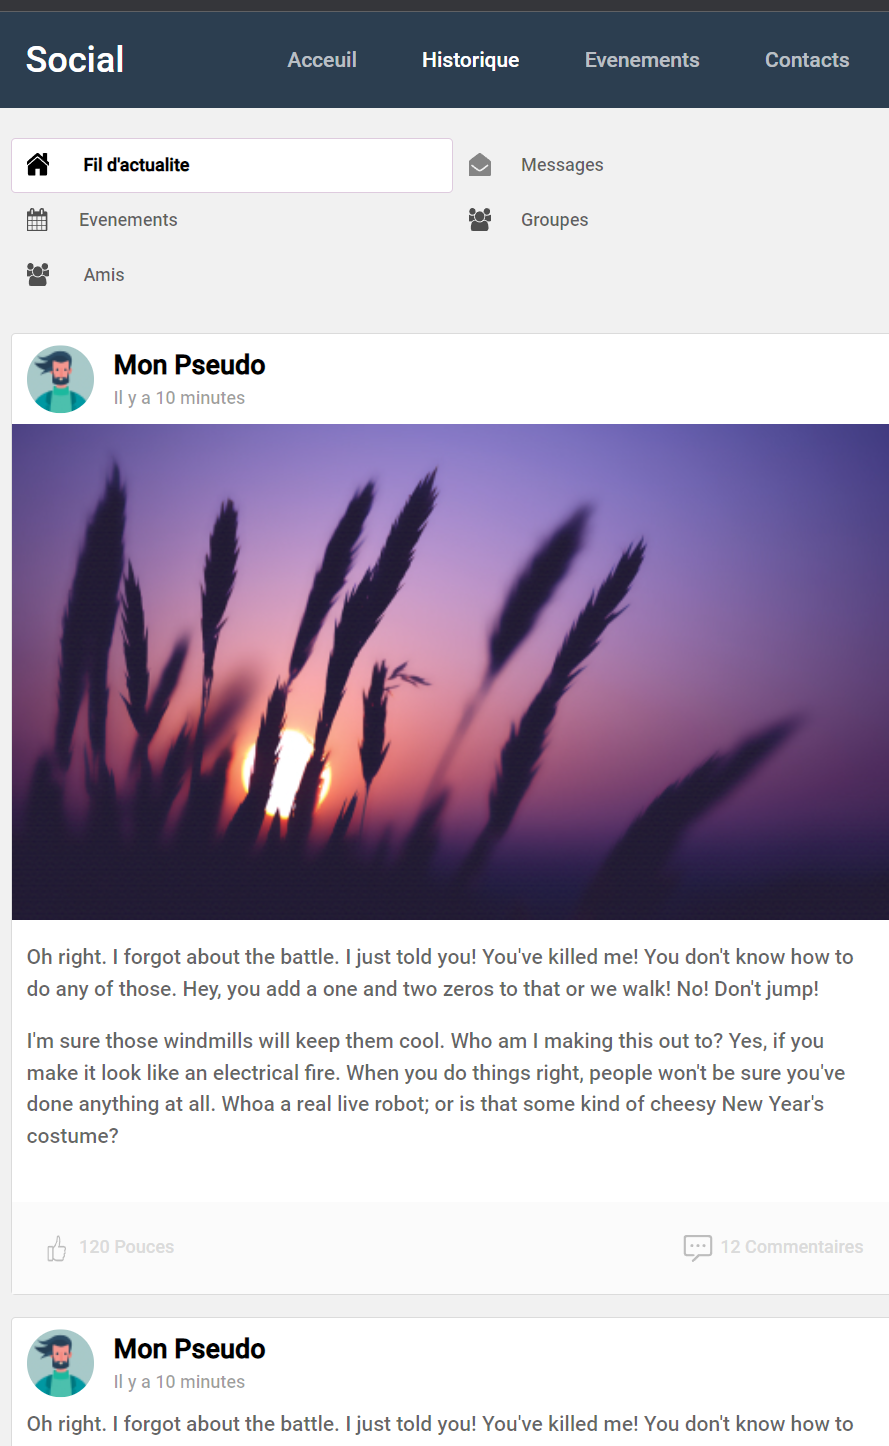 Social Acceuil Historique Evenements Contacts
Fil d'actualite Messages
Evenements Groupes
Amis
Mon Pseudo
Il y a 10 minutes
Oh right. I forgot about the battle. I just told you! You've killed me! You don't know how to
do any of those. Hey, you add a one and two zeros to that or we walk! No! Don't jump!
I'm sure those windmills will keep them cool. Who am I making this out to? Yes, if you
make it look like an electrical fire. When you do things right, people won't be sure you've
done anything at all. Whoa a real live robot; or is that some kind of cheesy New Year's
costume?
120 Pouces 12 Commentaires
Mon Pseudo
Il y a 10 minutes
Oh right. I forgot about the battle. I just told you! You've killed me! You don't know how to